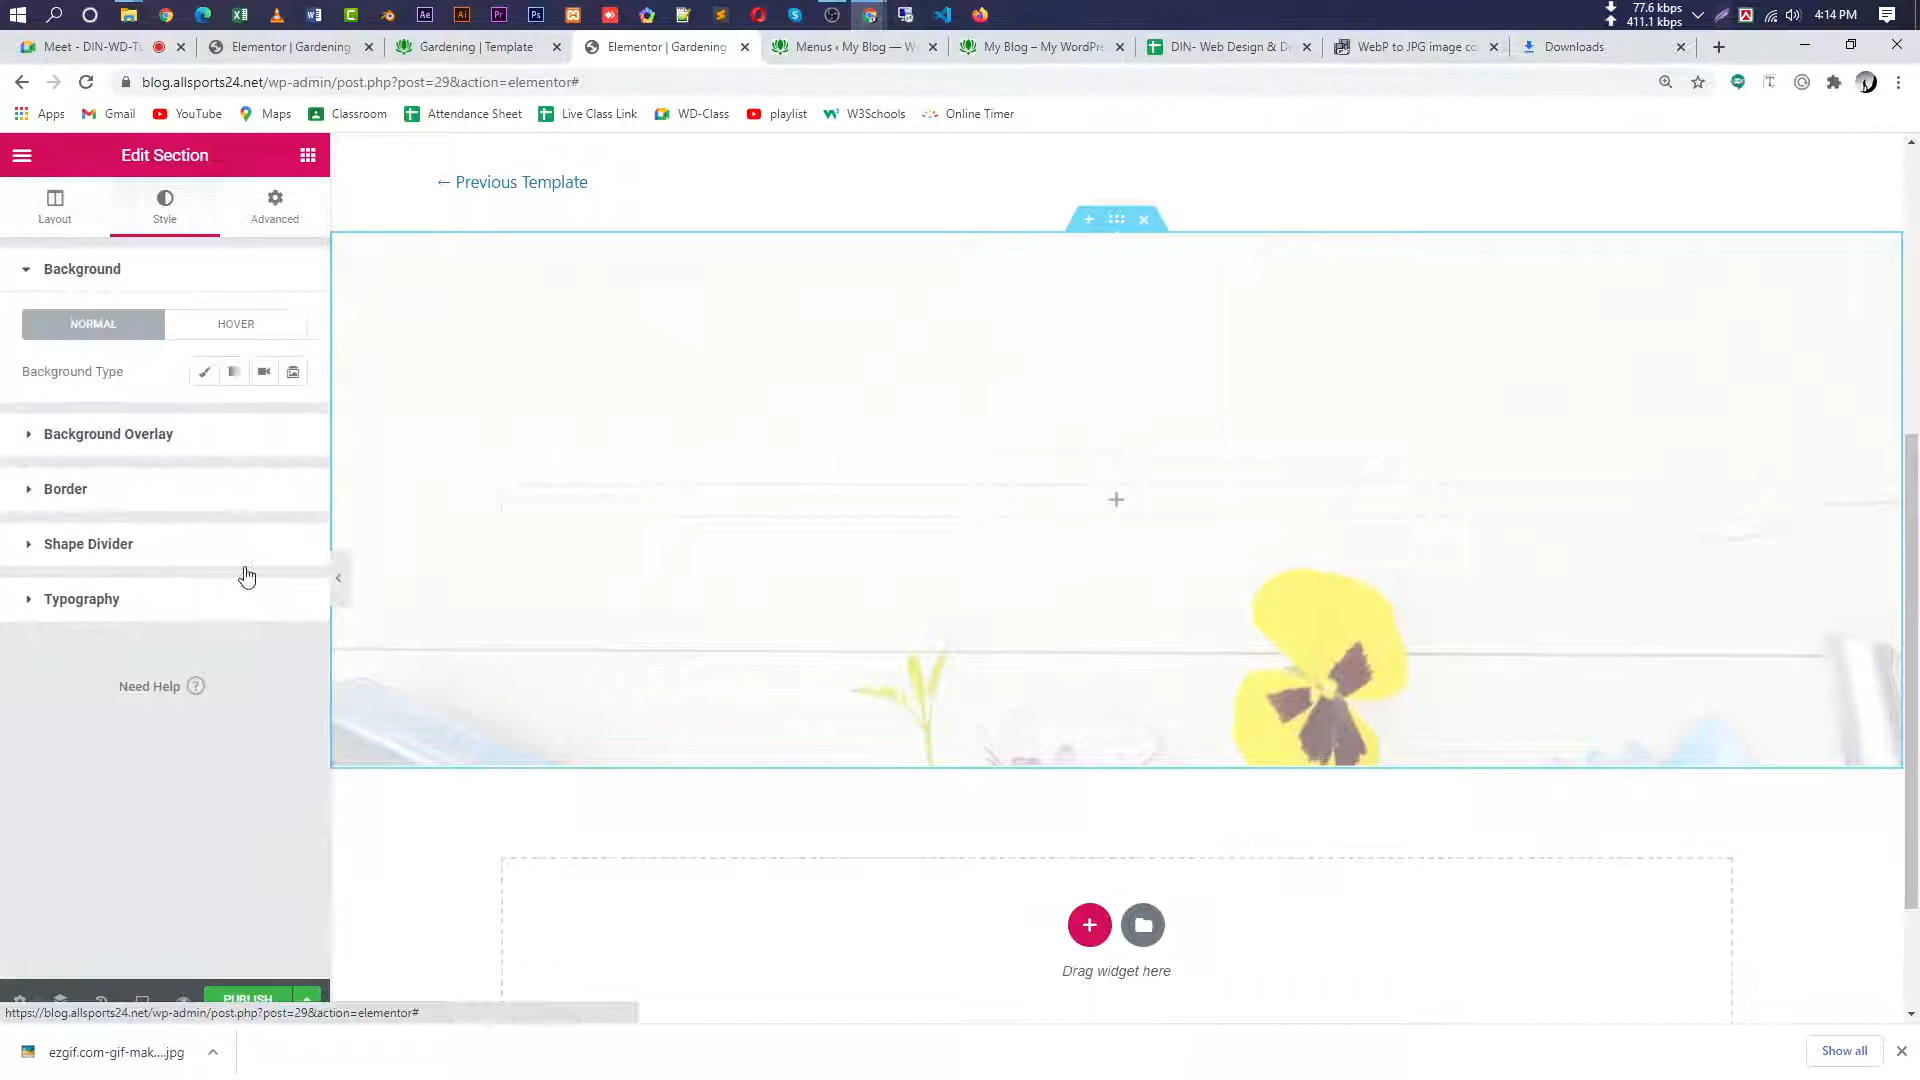 77.6 kbps
411.1 kbps
4:14 PM
Meet - DIN-WD-Tu
Elementor | Gardening
Gardening | Template
Elementor | Gardening
Menus ‹ My Blog — W
My Blog – My WordPre
DIN- Web Design & D
WebP to JPG image co
Downloads
blog.allsports24.net/wp-admin/post.php?post=29&action=elementor#
Apps
Gmail
YouTube
Maps
Classroom
Attendance Sheet
Live Class Link
WD-Class
playlist
W3Schools
Online Timer
Edit Section
← Previous Template
Layout
Style
Advanced
Background
NORMAL
HOVER
Background Type
Background Overlay
Border
Shape Divider
Typography
Need Help
Drag widget here
PUBLISH
https://blog.allsports24.net/wp-admin/post.php?post=29&action=elementor#
ezgif.com-gif-mak....jpg
Show all